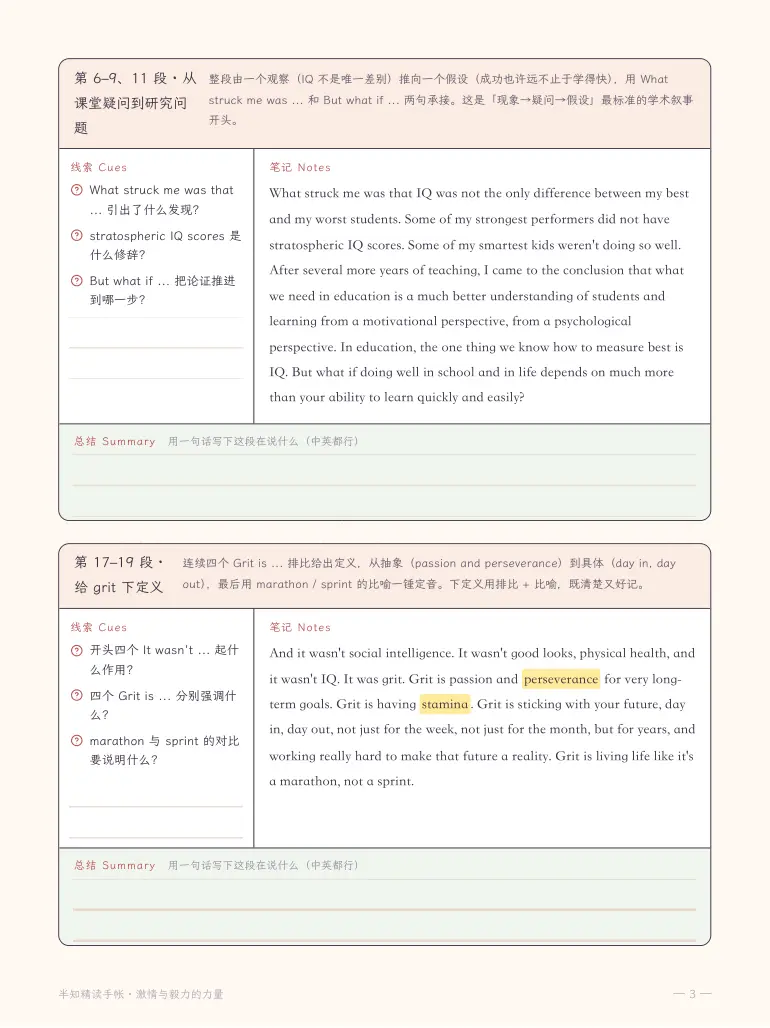 第 6–9、11 段・从
课堂疑问到研究问
题
整段由一个观察（IQ 不是唯一差别）推向一个假设（成功也许远不止于学得快），用 What
struck me was … 和 But what if … 两句承接。这是「现象→疑问→假设」最标准的学术叙事
开头。
线索 Cues
What struck me was that
… 引出了什么发现？
stratospheric IQ scores 是
什么修辞？
But what if … 把论证推进
到哪一步？
笔记 Notes
What struck me was that IQ was not the only difference between my best
and my worst students. Some of my strongest performers did not have
stratospheric IQ scores. Some of my smartest kids weren't doing so well.
After several more years of teaching, I came to the conclusion that what
we need in education is a much better understanding of students and
learning from a motivational perspective, from a psychological
perspective. In education, the one thing we know how to measure best is
IQ. But what if doing well in school and in life depends on much more
than your ability to learn quickly and easily?
总结 Summary 用一句话写下这段在说什么（中英都行）
第 17–19 段・
给 grit 下定义
连续四个 Grit is … 排比给出定义，从抽象（passion and perseverance）到具体（day in, day
out），最后用 marathon / sprint 的比喻一锤定音。下定义用排比 + 比喻，既清楚又好记。
线索 Cues
开头四个 It wasn't … 起什
么作用？
四个 Grit is … 分别强调什
么？
marathon 与 sprint 的对比
要说明什么？
笔记 Notes
And it wasn't social intelligence. It wasn't good looks, physical health, and
it wasn't IQ. It was grit. Grit is passion and perseverance for very long-
term goals. Grit is having stamina. Grit is sticking with your future, day
in, day out, not just for the week, not just for the month, but for years, and
working really hard to make that future a reality. Grit is living life like it's
a marathon, not a sprint.
总结 Summary 用一句话写下这段在说什么（中英都行）
半知精读手帐・激情与毅力的力量
— 3 —